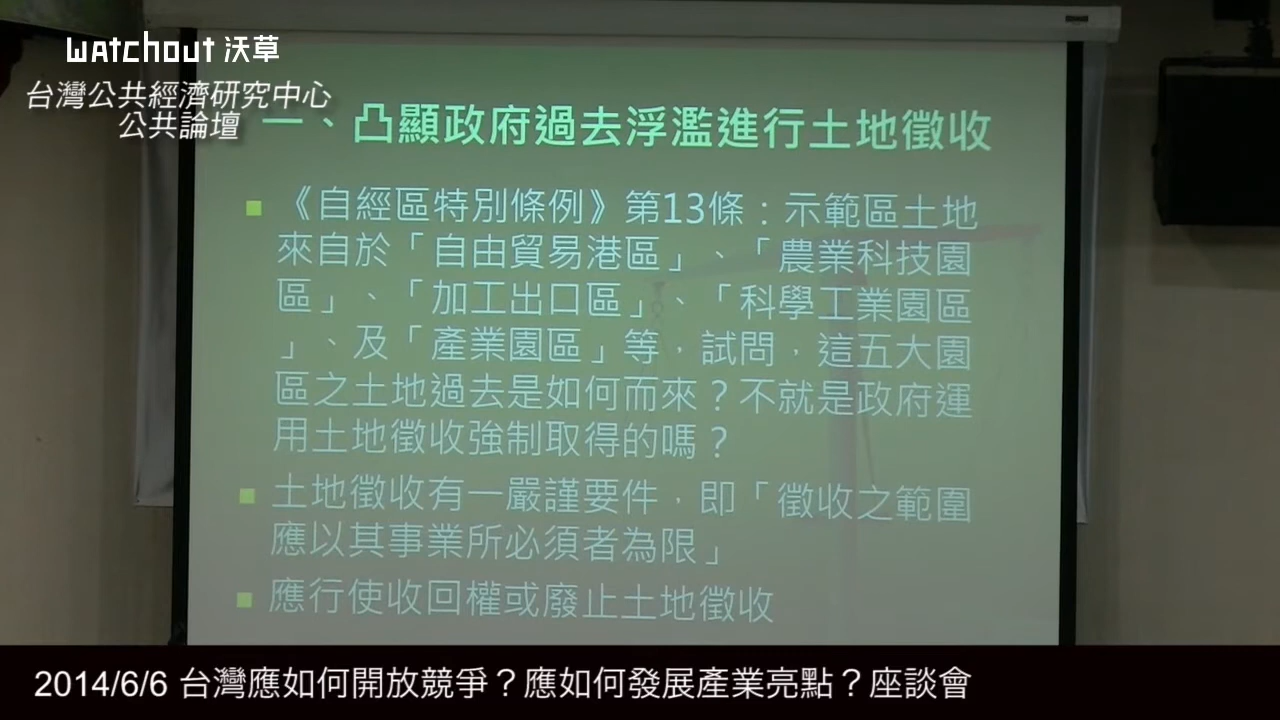 WATCHOUT 沃草
台灣公共經濟研究中心
公共論壇
一、凸顯政府過去浮濫進行土地徵收
《自經區特別條例》第13條：示範區土地
來自於「自由貿易港區」、「農業科技園
區」、「加工出口區」、「科學工業園區
」、及「產業園區」等，試問，這五大園
區之土地過去是如何而來？不就是政府運
用土地徵收強制取得的嗎？
土地徵收有一嚴謹要件，即「徵收之範圍
應以其事業所必須者為限」
應行使收回權或廢止土地徵收
2014/6/6 台灣應如何開放競爭？應如何發展產業亮點？座談會